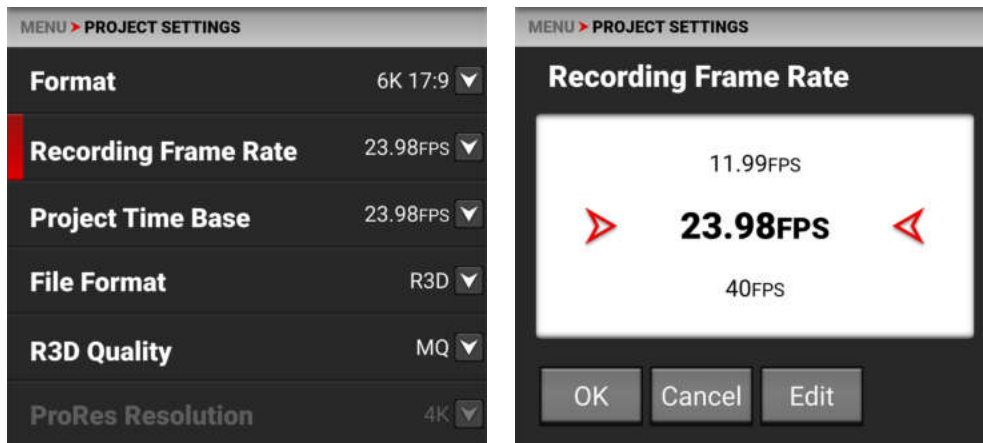 MENU > PROJECT SETTINGS
Format 6K 17:9
Recording Frame Rate 23.98FPS
Project Time Base 23.98FPS
File Format R3D
R3D Quality MQ
ProRes Resolution 4K
MENU > PROJECT SETTINGS
Recording Frame Rate
11.99FPS
23.98FPS
40FPS
OK Cancel Edit